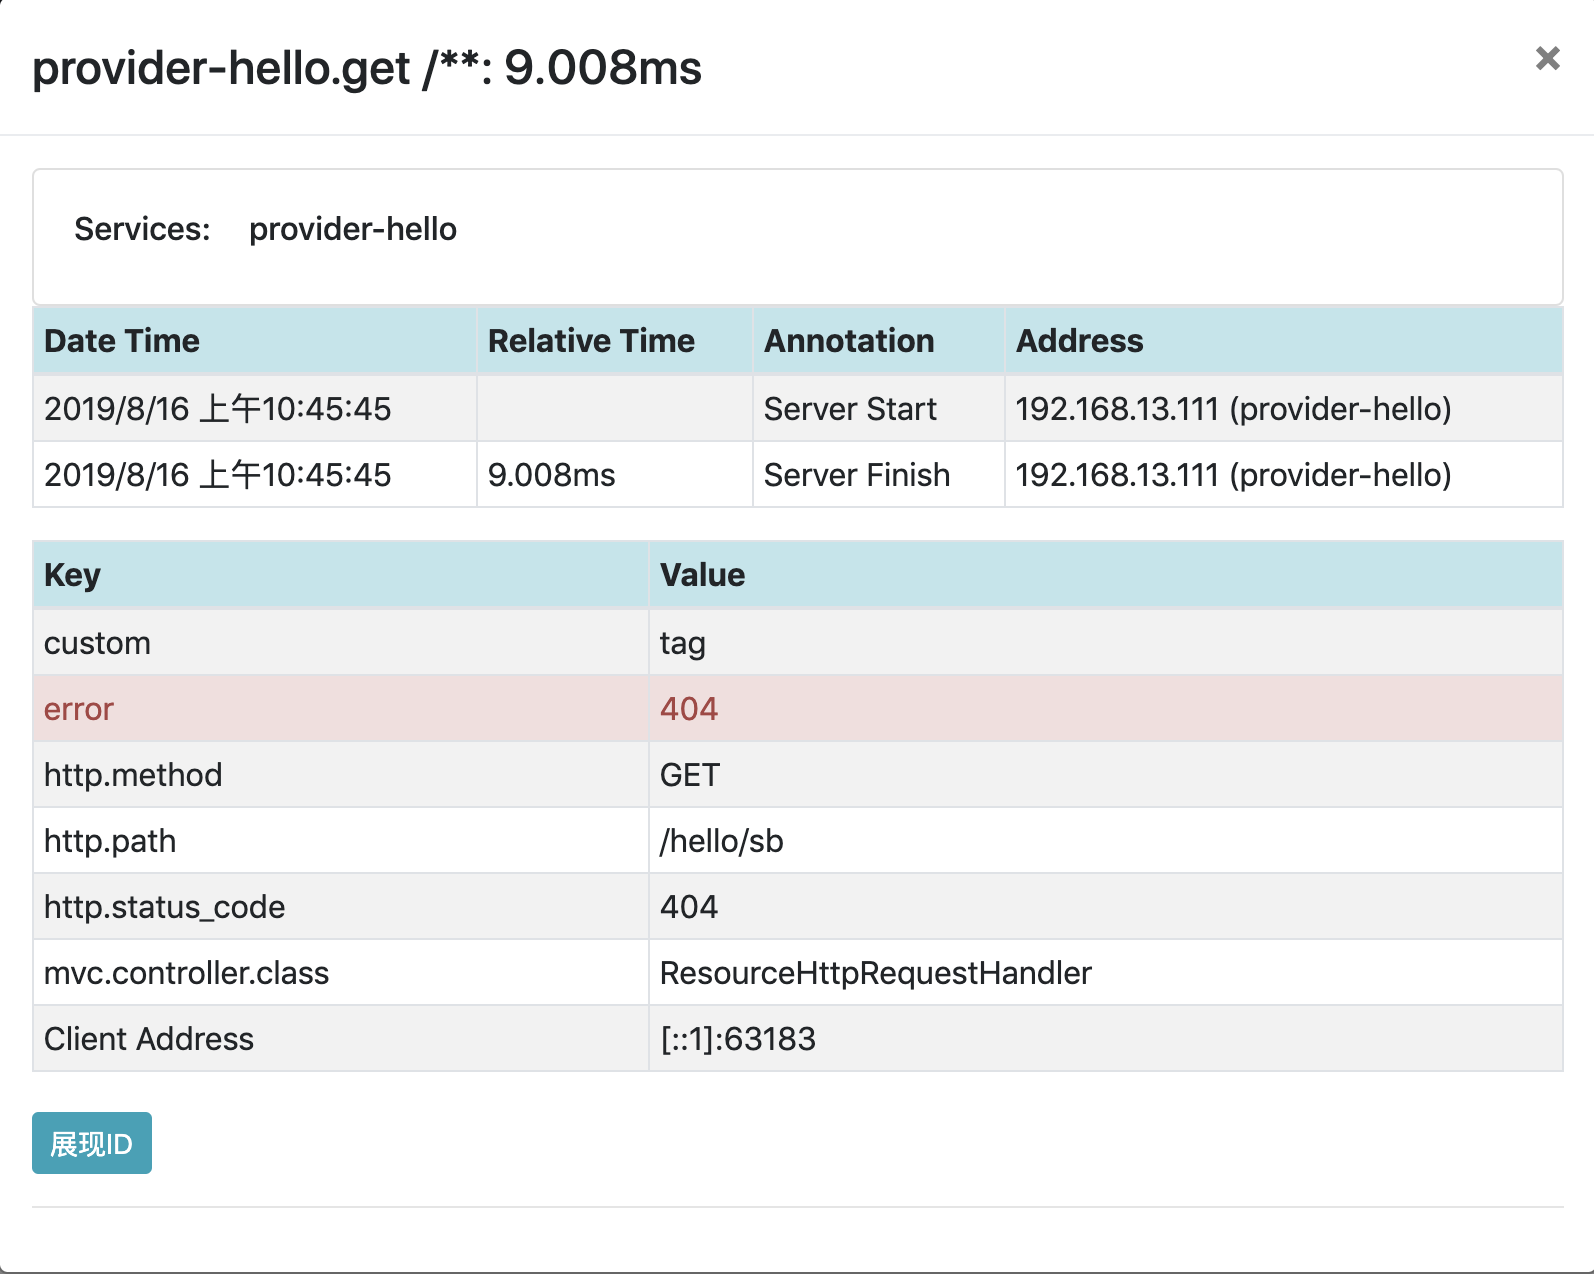 provider-hello.get /**: 9.008ms
×
Services: provider-hello
Date Time Relative Time Annotation Address
2019/8/16 上午10:45:45 Server Start 192.168.13.111 (provider-hello)
2019/8/16 上午10:45:45 9.008ms Server Finish 192.168.13.111 (provider-hello)
Key Value
custom tag
error 404
http.method GET
http.path /hello/sb
http.status_code 404
mvc.controller.class ResourceHttpRequestHandler
Client Address [::1]:63183
展现ID